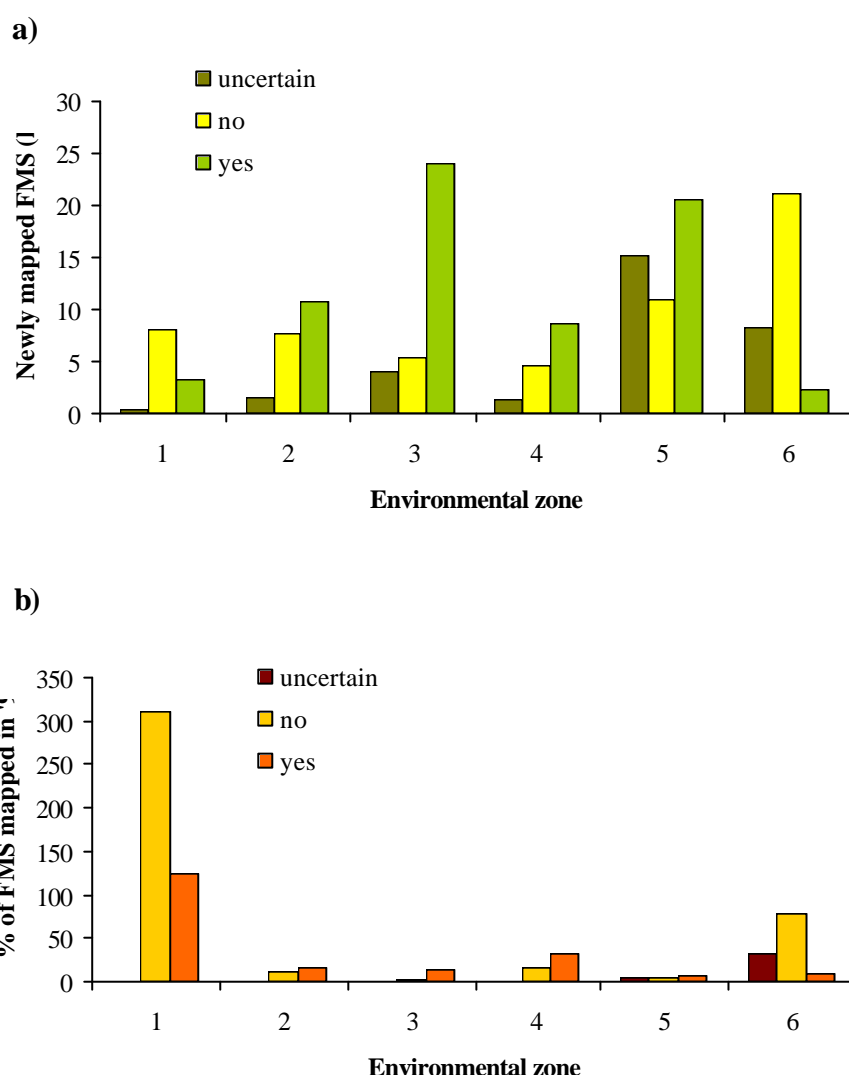 a)
uncertain
no
yes
Newly mapped FMS (
30
25
20
15
10
5
0
1 2 3 4 5 6
Environmental zone
b)
uncertain
no
yes
% of FMS mapped in
350
300
250
200
150
100
50
0
1 2 3 4 5 6
Environmental zone